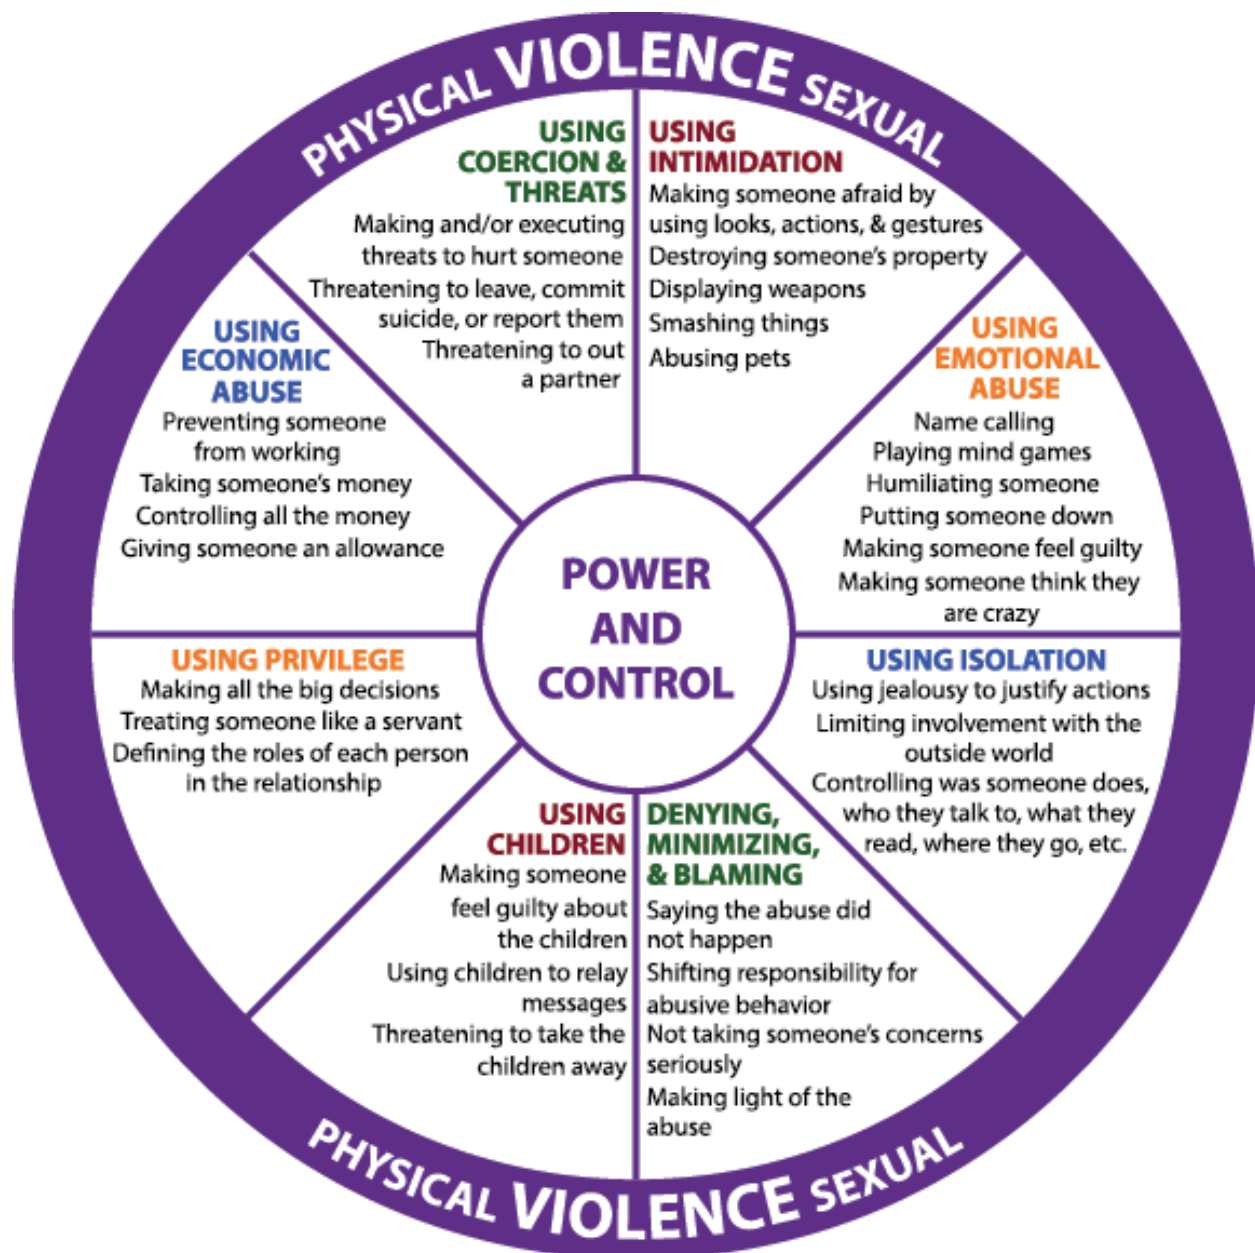 PHYSICAL VIOLENCE SEXUAL
USING
COERCION &
THREATS
Making and/or executing
threats to hurt someone
Threatening to leave, commit
suicide, or report them
Threatening to out
a partner
USING
INTIMIDATION
Making someone afraid by
using looks, actions, & gestures
Destroying someone's property
Displaying weapons
Smashing things
Abusing pets
USING
ECONOMIC
ABUSE
Preventing someone
from working
Taking someone's money
Controlling all the money
Giving someone an allowance
USING
EMOTIONAL
ABUSE
Name calling
Playing mind games
Humiliating someone
Putting someone down
Making someone feel guilty
Making someone think they
are crazy
POWER
AND
CONTROL
USING PRIVILEGE
Making all the big decisions
Treating someone like a servant
Defining the roles of each person
in the relationship
USING ISOLATION
Using jealousy to justify actions
Limiting involvement with the
outside world
Controlling was someone does,
who they talk to, what they
read, where they go, etc.
USING
CHILDREN
Making someone
feel guilty about
the children
Using children to relay
messages
Threatening to take the
children away
DENYING,
MINIMIZING,
& BLAMING
Saying the abuse did
not happen
Shifting responsibility for
abusive behavior
Not taking someone's concerns
seriously
Making light of the
abuse
PHYSICAL VIOLENCE SEXUAL